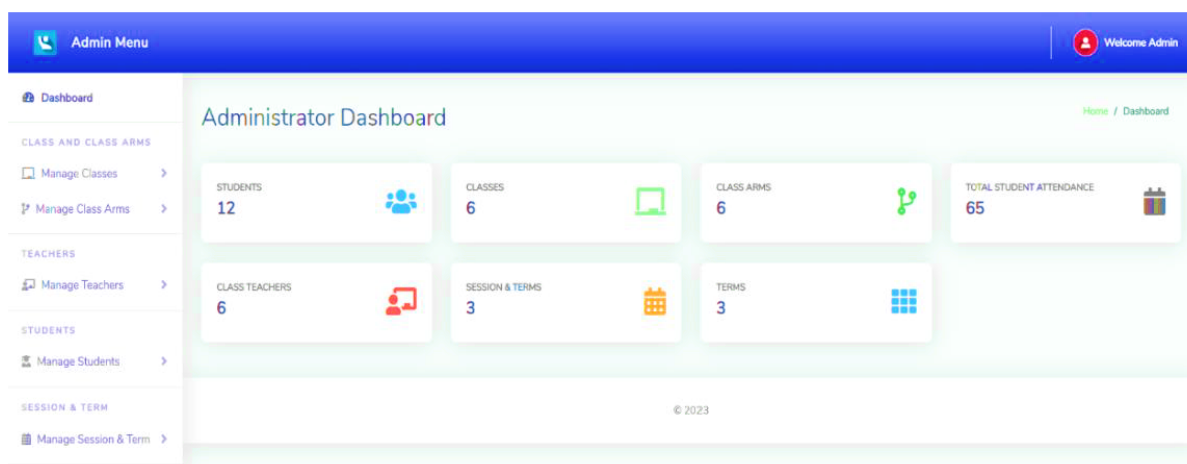 Admin Menu
Welcome Admin
Dashboard
CLASS AND CLASS ARMS
Manage Classes
Manage Class Arms
TEACHERS
Manage Teachers
STUDENTS
Manage Students
SESSION & TERM
Manage Session & Term
Administrator Dashboard
Home / Dashboard
STUDENTS
12
CLASSES
6
CLASS ARMS
6
TOTAL STUDENT ATTENDANCE
65
CLASS TEACHERS
6
SESSION & TERMS
3
TERMS
3
© 2023